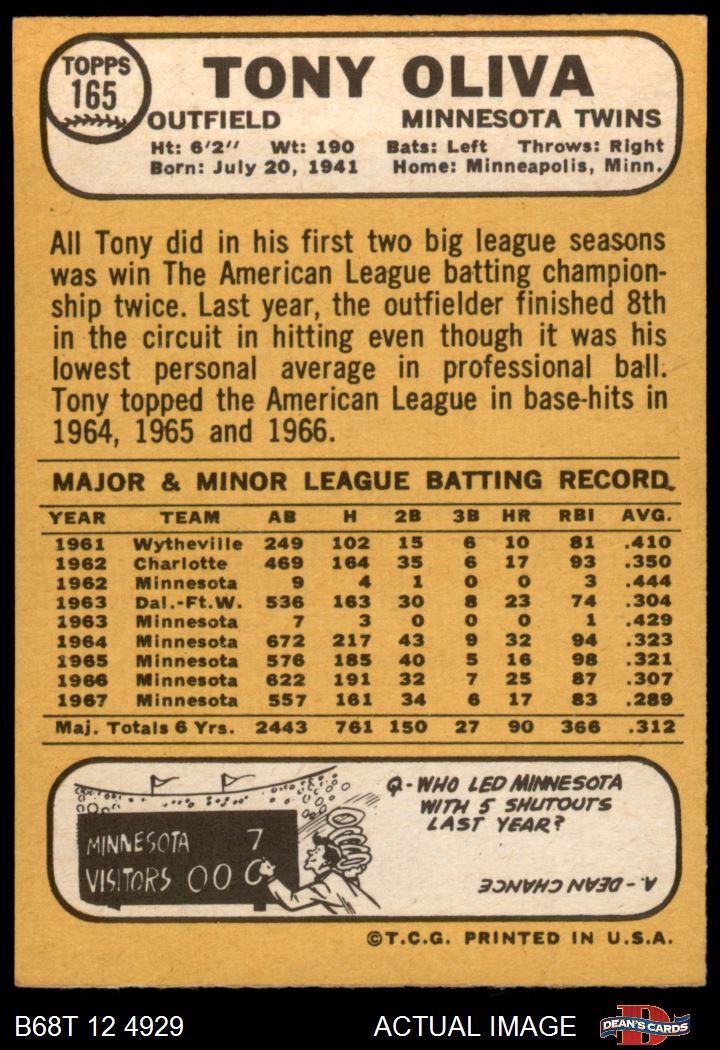 TOPPS
165
TONY OLIVA
OUTFIELD MINNESOTA TWINS
Ht: 6'2" Wt: 190 Bats: Left Throws: Right
Born: July 20, 1941 Home: Minneapolis, Minn.
All Tony did in his first two big league seasons
was win The American League batting champion-
ship twice. Last year, the outfielder finished 8th
in the circuit in hitting even though it was his
lowest personal average in professional ball.
Tony topped the American League in base-hits in
1964, 1965 and 1966.
MAJOR & MINOR LEAGUE BATTING RECORD
YEAR TEAM AB H 2B 3B HR RBI AVG.
1961 Wytheville 249 102 15 6 10 81 .410
1962 Charlotte 469 164 35 6 17 93 .350
1962 Minnesota 9 4 1 0 0 3 .444
1963 Dal.-Ft.W. 536 163 30 8 23 74 .304
1963 Minnesota 7 3 0 0 0 1 .429
1964 Minnesota 672 217 43 9 32 94 .323
1965 Minnesota 576 185 40 5 16 98 .321
1966 Minnesota 622 191 32 7 25 87 .307
1967 Minnesota 557 161 34 6 17 83 .289
Maj. Totals 6 Yrs. 2443 761 150 27 90 366 .312
MINNESOTA 7
VISITORS 0 0 0
Q-WHO LED MINNESOTA
WITH 5 SHUTOUTS
LAST YEAR?
A.-DEAN CHANCE
©T.C.G. PRINTED IN U.S.A.
B68T 12 4929 ACTUAL IMAGE
DEAN'S CARDS